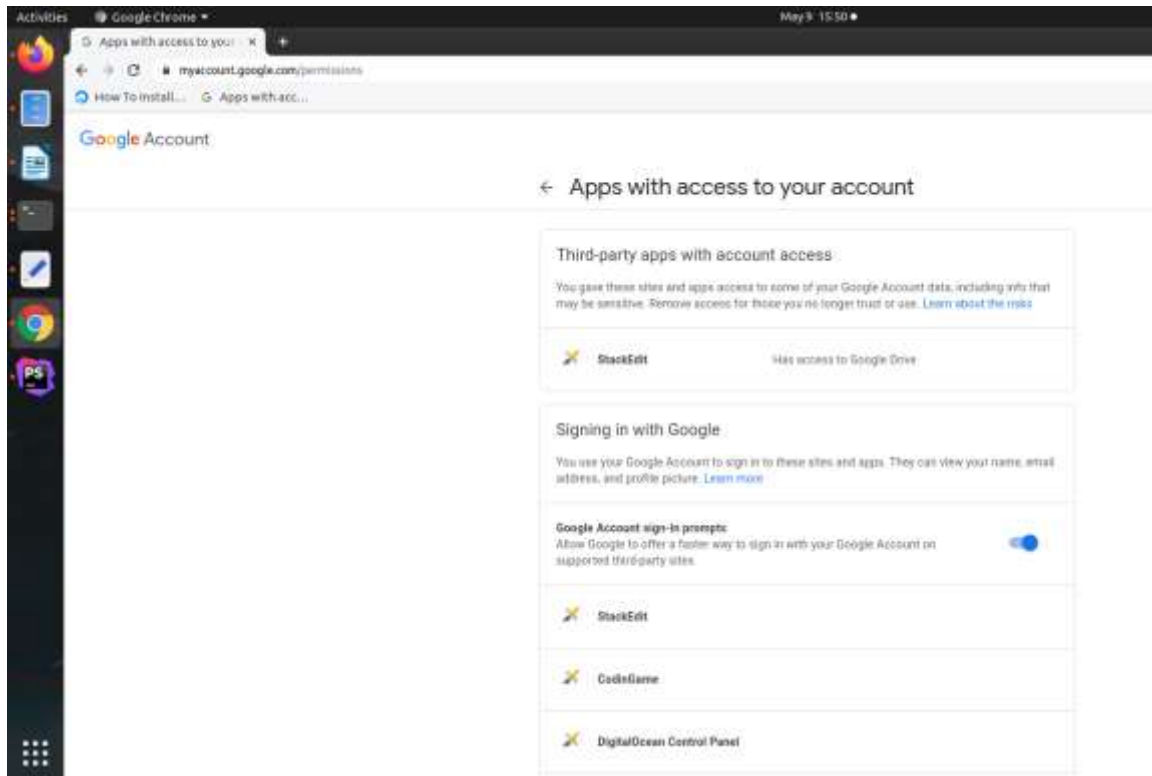 Activities
Google Chrome
May 9 15:50
Apps with access to your
myaccount.google.com/permissions
How To Install...
Apps with acc...
Google Account
Apps with access to your account
Third-party apps with account access
You gave these sites and apps access to some of your Google Account data, including info that
may be sensitive. Remove access for those you no longer trust or use. Learn about the risks
StackEdit
Has access to Google Drive
Signing in with Google
You use your Google Account to sign in to these sites and apps. They can view your name, email
address, and profile picture. Learn more
Google Account sign-in prompts
Allow Google to offer a faster way to sign in with your Google Account on
supported third-party sites.
StackEdit
CodinGame
DigitalOcean Control Panel
PS